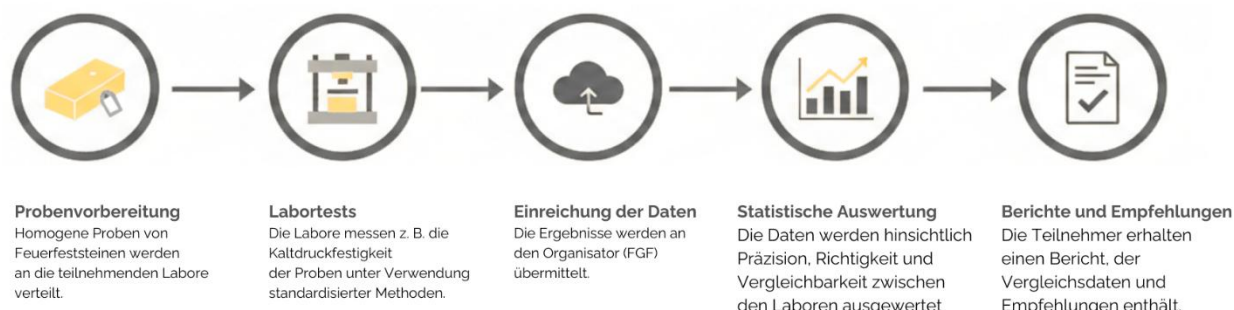 Probenvorbereitung
Homogene Proben von
Feuerfeststeinen werden
an die teilnehmenden Labore
verteilt.
Labortests
Die Labore messen z. B. die
Kaltdruckfestigkeit
der Proben unter Verwendung
standardisierter Methoden.
Einreichung der Daten
Die Ergebnisse werden an
den Organisator (FGF)
übermittelt.
Statistische Auswertung
Die Daten werden hinsichtlich
Präzision, Richtigkeit und
Vergleichbarkeit zwischen
den Laboren ausgewertet
Berichte und Empfehlungen
Die Teilnehmer erhalten
einen Bericht, der
Vergleichsdaten und
Empfehlungen enthält.